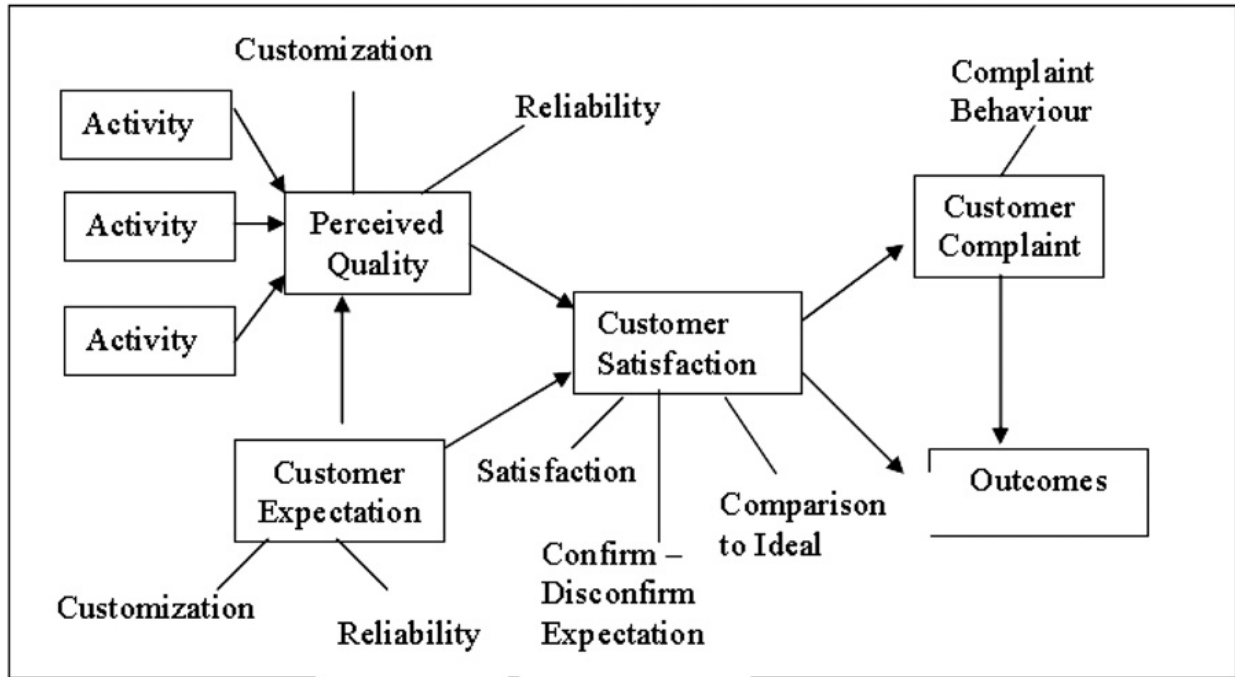 Customization
Complaint
Behaviour
Reliability
Activity
Activity
Activity
Perceived
Quality
Customer
Complaint
Customer
Satisfaction
Customer
Expectation
Satisfaction
Outcomes
Comparison
to Ideal
Confirm –
Disconfirm
Expectation
Customization
Reliability